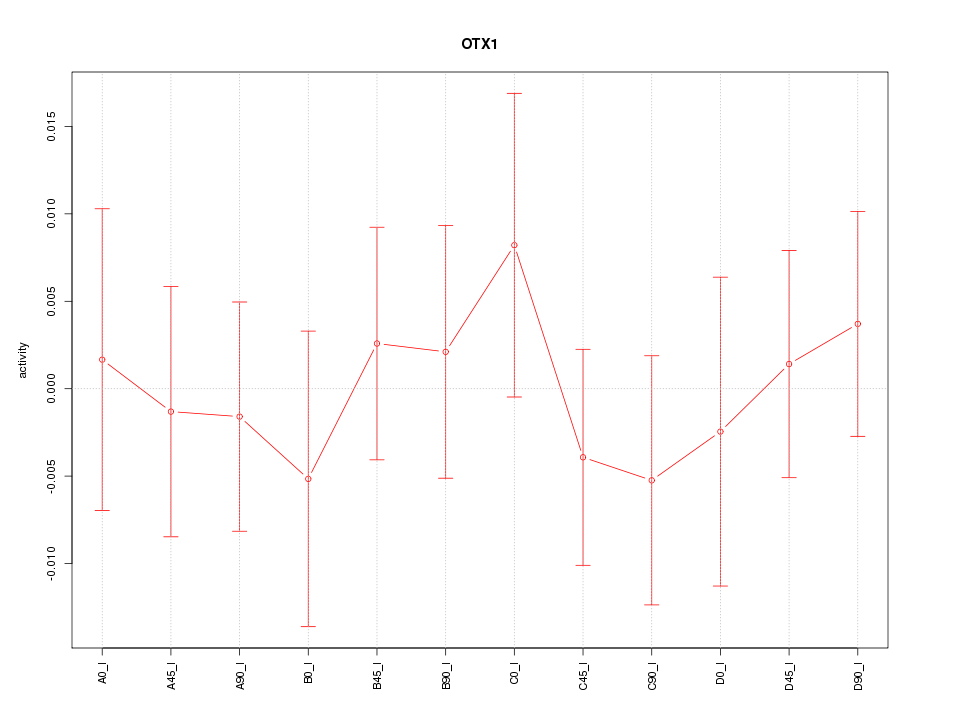 OTX1
activity
0.015
0.010
0.005
0.000
-0.005
-0.010
A0_I
A45_I
A90_I
B0_I
B45_I
B90_I
C0_I
C45_I
C90_I
D0_I
D45_I
D90_I